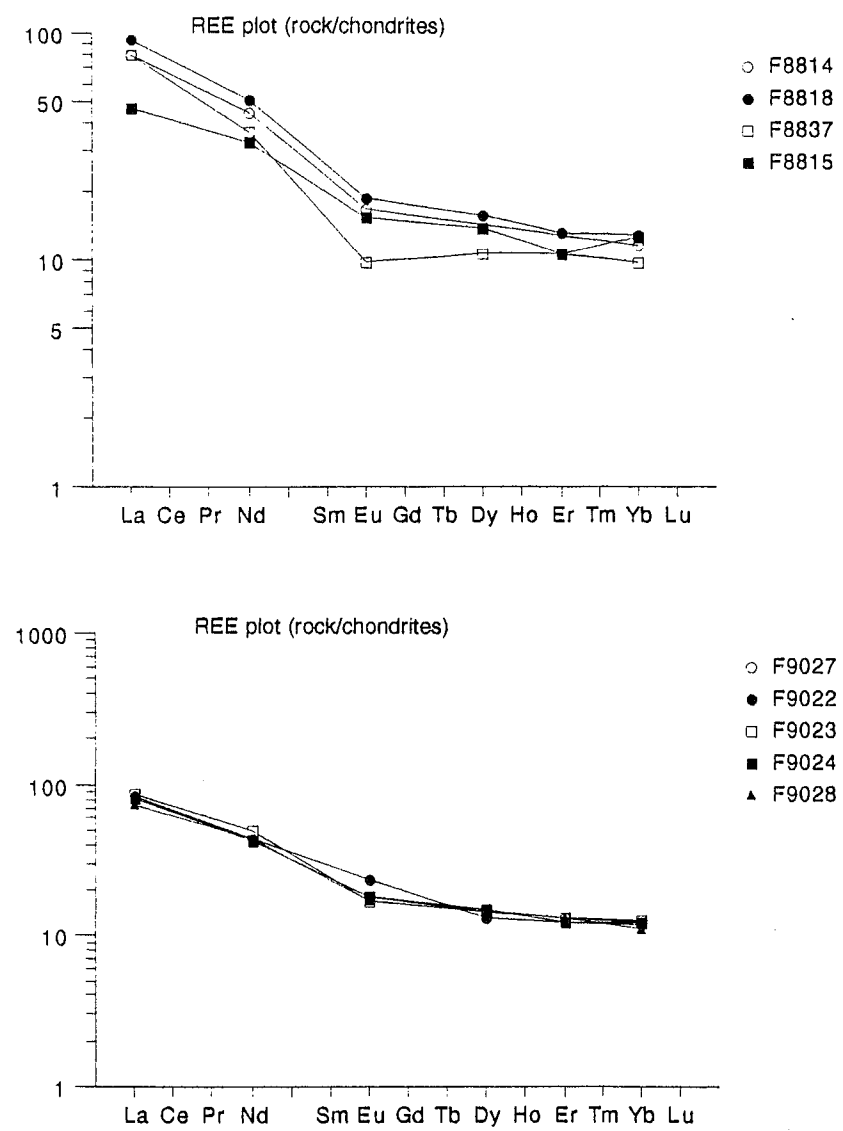 REE plot (rock/chondrites)
100
50
10
5
1
La Ce Pr Nd Sm Eu Gd Tb Dy Ho Er Tm Yb Lu
F8814
F8818
F8837
F8815
REE plot (rock/chondrites)
1000
100
10
1
La Ce Pr Nd Sm Eu Gd Tb Dy Ho Er Tm Yb Lu
F9027
F9022
F9023
F9024
F9028